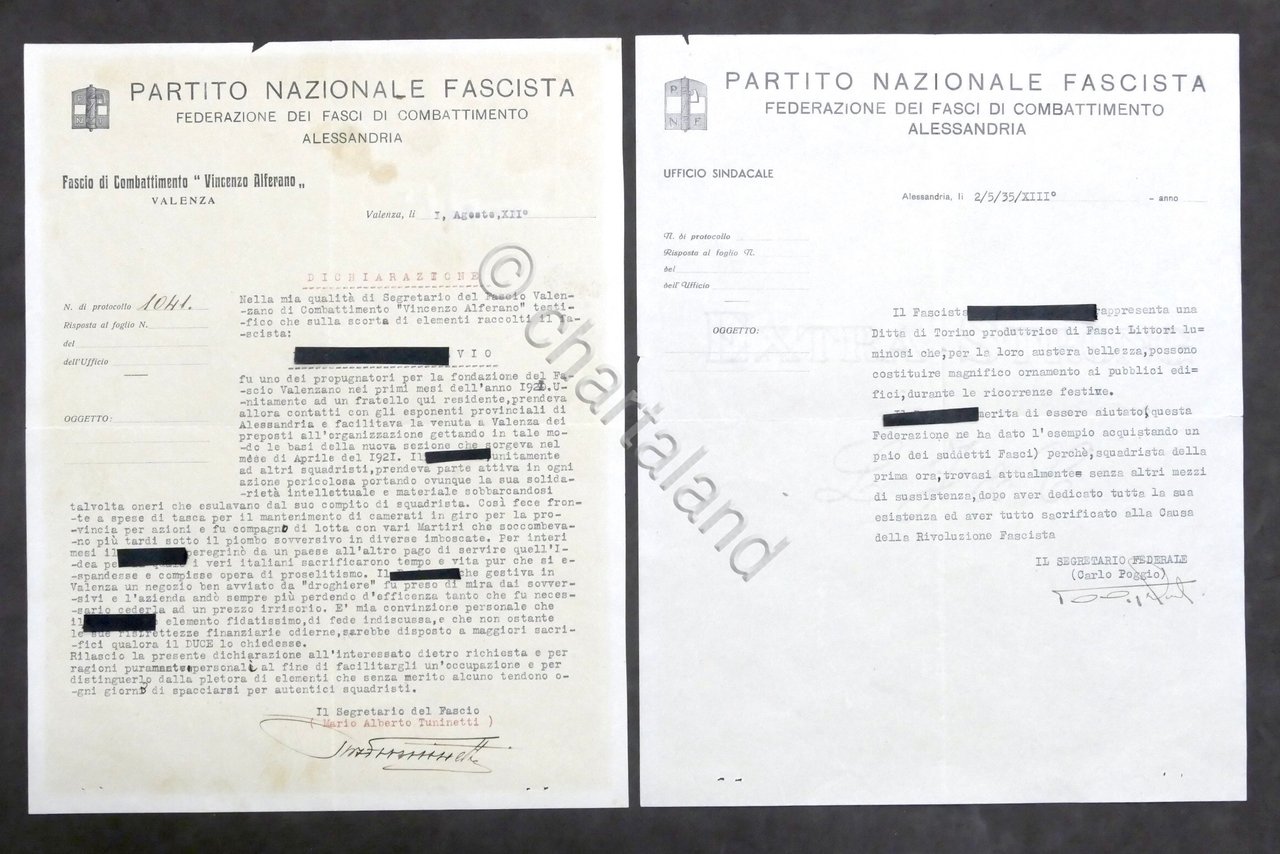 PARTITO NAZIONALE FASCISTA
FEDERAZIONE DEI FASCI DI COMBATTIMENTO
ALESSANDRIA
Fascio di Combattimento “ Vincenzo Alferano „
VALENZA
Valenza, li I, Agosto,XII°
DICHIARAZIONE
N. di protocollo 1041.
Risposta al foglio N.
del
dell'Ufficio
OGGETTO:
Nella mia qualità di Segretario del Fascio Valen-
-zano di Combattimento "Vincenzo Alferano" testi-
-fico che sulla scorta di elementi raccolti il fa-
-scista:
VIO
fu uno dei propugnatori per la fondazione del Fa-
-scio Valenzano nei primi mesi dell'anno 192 .U-
-nitamente ad un fratello qui residente,prendeva
allora contatti con gli esponenti provinciali di
Alessandria e facilitava la venuta a Valenza dei
preposti all'organizzazione gettando in tale mo-
-do le basi della nuova sezione che sorgeva nel
mese di Aprile del 1921. Il unitamente
ad altri squadristi,prendeva parte attiva in ogni
azione pericolosa portando ovunque la sua solida-
-rietà intellettuale e materiale sobbarcandosi
talvolta oneri che esulavano dal suo compito di squadrista. Così fece fron-
-te a spese di tasca per il mantenimento di camerati in giro per la pro-
-vincia per azioni e fu compagno di lotta con vari Martiri che soccombeva-
-no più tardi sotto il piombo sovversivo in diverse imboscate. Per interi
mesi il peregrinò da un paese all'altro pago di servire quell'I-
-dea pe quale i veri italiani sacrificarono tempo e vita pur che si e-
-spandesse e compisse opera di proselitismo. Il che gestiva in
Valenza un negozio ben avviato da "droghiere" fu preso di mira dai sovver-
-sivi e l'azienda andò sempre più perdendo d'efficenza tanto che fu neces-
-sario cederla ad un prezzo irrisorio. E' mia convinzione personale che
il elemento fidatissimo,di fede indiscussa,e che non ostante
le sue ristrettezze finanziarie odierne,sarebbe disposto a maggiori sacri-
-fici qualora il DUCE lo chiedesse.
Rilascio la presente dichiarazione all'interessato dietro richiesta e per
ragioni puramante personali al fine di facilitargli un'occupazione e per
distinguerlo dalla pletora di elementi che senza merito alcuno tendono o-
-gni giorno di spacciarsi per autentici squadristi.
Il Segretario del Fascio
( Mario Alberto Tuninetti )
PARTITO NAZIONALE FASCISTA
FEDERAZIONE DEI FASCI DI COMBATTIMENTO
ALESSANDRIA
UFFICIO SINDACALE
Alessandria, li 2/5/35/XIII° - anno
N. di protocollo
Risposta al foglio N.
del
dell'Ufficio
OGGETTO:
Il Fascista rappresenta una
Ditta di Torino produttrice di Fasci Littori lu-
minosi che,per la loro austera bellezza,possono
costituire magnifico ornamento ai pubblici edi-
fici,durante le ricorrenze festive.
Il merita di essere aiutato(questa
Federazione ne ha dato l'esempio acquistando un
paio dei suddetti Fasci) perchè,squadrista della
prima ora,trovasi attualmente senza altri mezzi
di sussistenza,dopo aver dedicato tutta la sua
esistenza ed aver tutto sacrificato alla Causa
della Rivoluzione Fascista
IL SEGRETARIO FEDERALE
(Carlo Poggio)
© chartaland